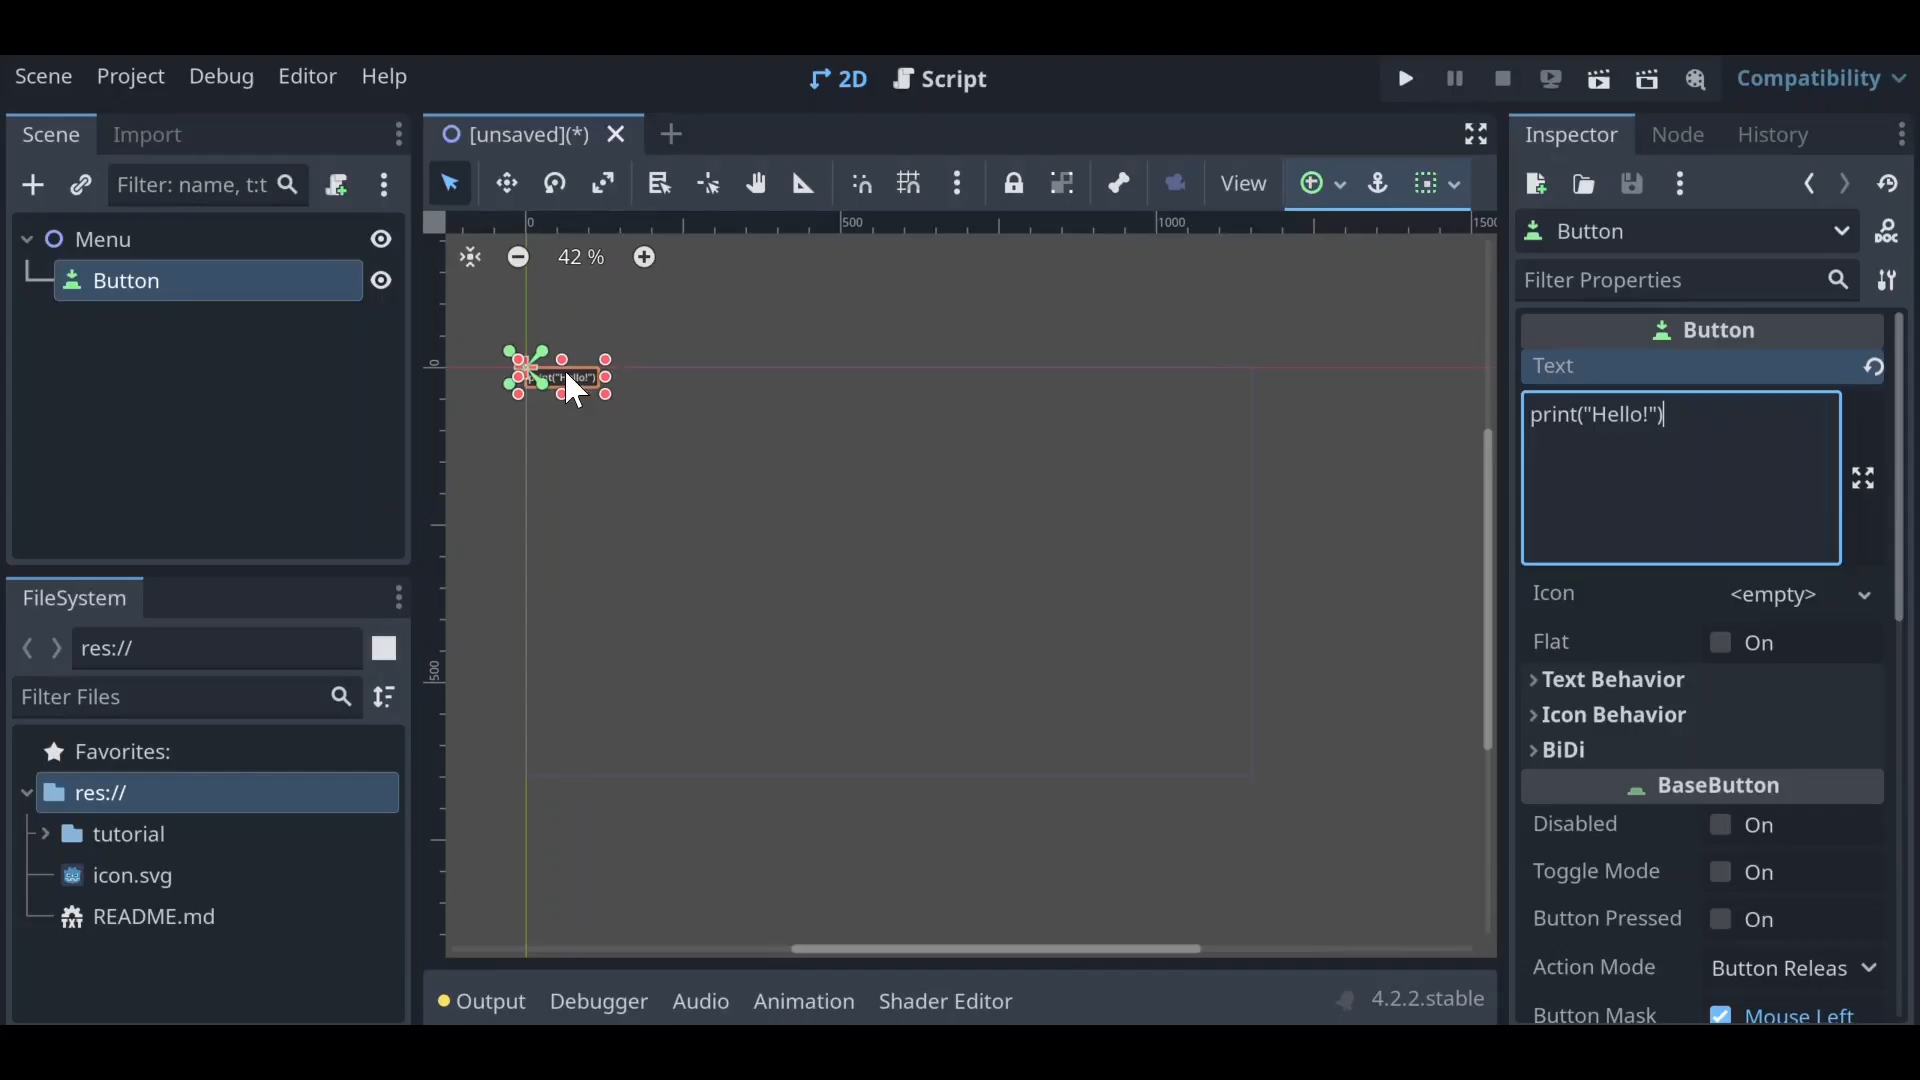 Scene Project Debug Editor Help
2D Script
Compatibility
Scene Import
[unsaved](*)
Inspector Node History
Filter: name, t:t
View
Menu
Button
0 500 1000 1500
42 %
0
500
print("Hello!")
Button
Filter Properties
Button
Text
print("Hello!")
Icon <empty>
Flat On
Text Behavior
Icon Behavior
BiDi
BaseButton
Disabled On
Toggle Mode On
Button Pressed On
Action Mode Button Releas
Button Mask Mouse Left
FileSystem
res://
Filter Files
Favorites:
res://
tutorial
icon.svg
README.md
Output Debugger Audio Animation Shader Editor
4.2.2.stable